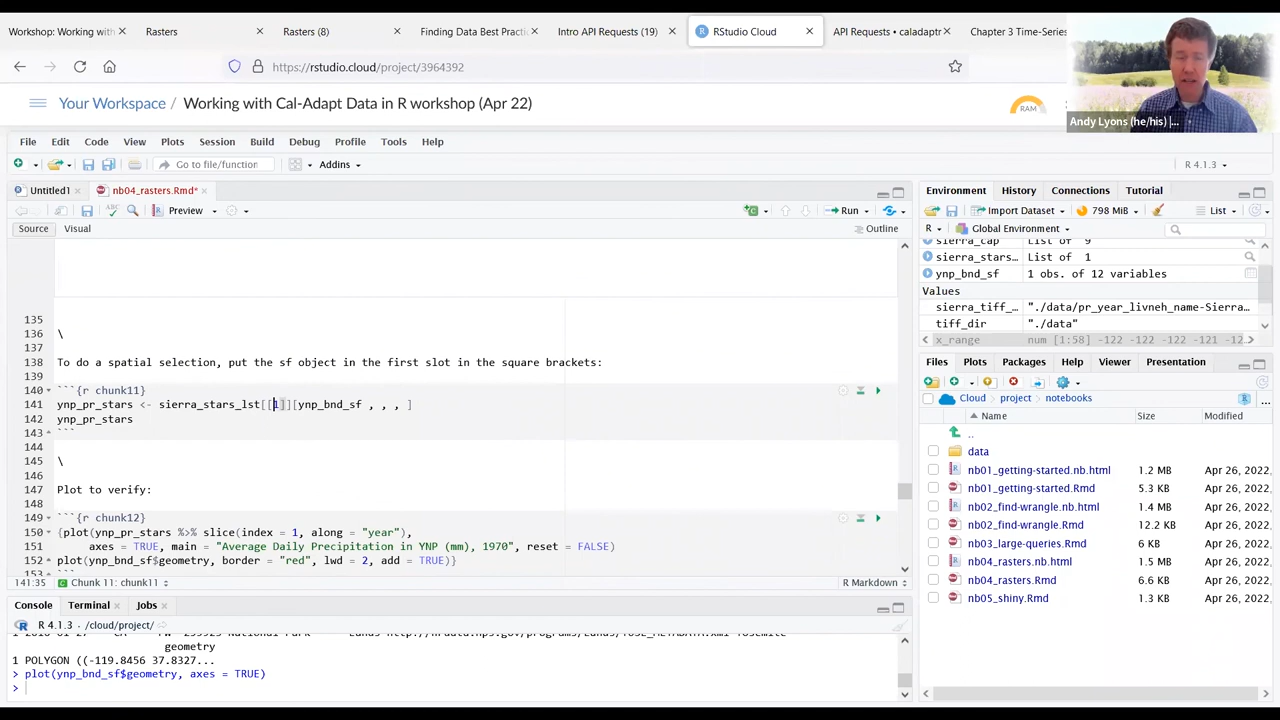 Workshop: Working with
Rasters
Rasters (8)
Finding Data Best Practi
Intro API Requests (19)
RStudio Cloud
API Requests • caladaptr
Chapter 3 Time-Series
https://rstudio.cloud/project/3964392
Your Workspace / Working with Cal-Adapt Data in R workshop (Apr 22)
RAM
Andy Lyons (he/his) |...
File Edit Code View Plots Session Build Debug Profile Tools Help
Go to file/function
Addins
R 4.1.3
Untitled1
nb04_rasters.Rmd*
Preview
Run
Source
Visual
Outline
135
136 \
137
138 To do a spatial selection, put the sf object in the first slot in the square brackets:
139
140 ```{r chunk11}
141 ynp_pr_stars <- sierra_stars_lst[[1]][ynp_bnd_sf , , , ]
142 ynp_pr_stars
143 ```
144
145 \
146
147 Plot to verify:
148
149 ```{r chunk12}
150 {plot(ynp_pr_stars %>% slice(index = 1, along = "year"),
151 axes = TRUE, main = "Average Daily Precipitation in YNP (mm), 1970", reset = FALSE)
152 plot(ynp_bnd_sf$geometry, border = "red", lwd = 2, add = TRUE)}
153
141:35
Chunk 11: chunk11
R Markdown
Console
Terminal
Jobs
R 4.1.3 · /cloud/project/
geometry
1 POLYGON ((-119.8456 37.8327...
> plot(ynp_bnd_sf$geometry, axes = TRUE)
>
Environment
History
Connections
Tutorial
Import Dataset
798 MiB
List
R
Global Environment
sierra_cap List of 9
sierra_stars… List of 1
ynp_bnd_sf 1 obs. of 12 variables
Values
sierra_tiff_… "./data/pr_year_livneh_name-Sierra…
tiff_dir "./data"
x_range num [1:58] -122 -122 -122 -121 -12
Files
Plots
Packages
Help
Viewer
Presentation
Cloud
project
notebooks
...
Name
Size
Modified
..
data
nb01_getting-started.nb.html 1.2 MB Apr 26, 2022,
nb01_getting-started.Rmd 5.3 KB Apr 26, 2022,
nb02_find-wrangle.nb.html 1.4 MB Apr 26, 2022,
nb02_find-wrangle.Rmd 12.2 KB Apr 26, 2022,
nb03_large-queries.Rmd 6 KB Apr 26, 2022,
nb04_rasters.nb.html 1.5 MB Apr 26, 2022,
nb04_rasters.Rmd 6.6 KB Apr 26, 2022,
nb05_shiny.Rmd 1.3 KB Apr 26, 2022,